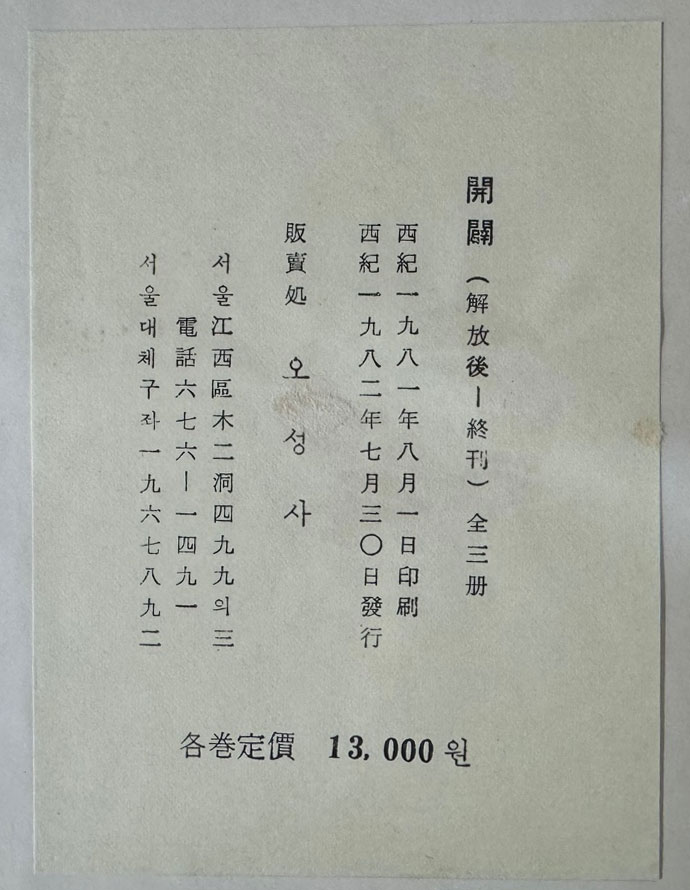 開闢 (解放後—終刊) 全三册
西紀一九八一年八月一日印刷
西紀一九八二年七月三〇日發行
販賣処 오성사
서울江西區木二洞四九九의三
電話六七六—一四九一
서울대체구좌一九六七八九二
各巻定價 13,000원